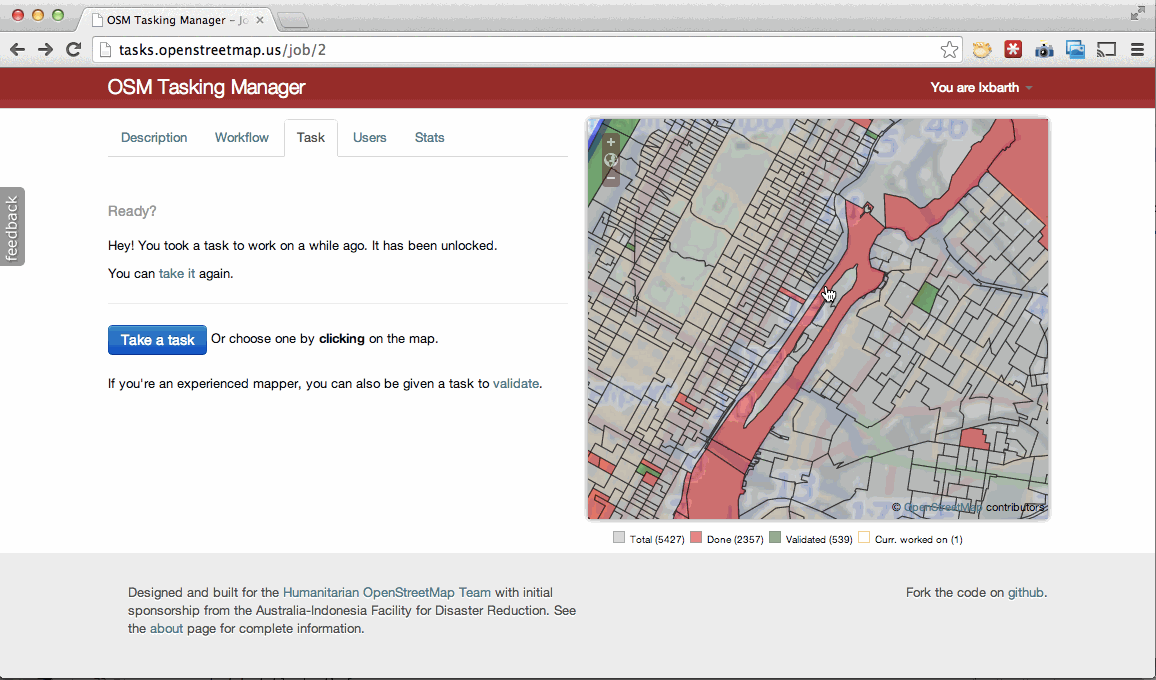 OSM Tasking Manager – Jo
tasks.openstreetmap.us/job/2
OSM Tasking Manager
You are lxbarth
Description Workflow Task Users Stats
feedback
Ready?
Hey! You took a task to work on a while ago. It has been unlocked.
You can take it again.
Take a task Or choose one by clicking on the map.
If you're an experienced mapper, you can also be given a task to validate.
46
© OpenStreetMap contributors
Total (5427) Done (2357) Validated (539) Curr. worked on (1)
Designed and built for the Humanitarian OpenStreetMap Team with initial
sponsorship from the Australia-Indonesia Facility for Disaster Reduction. See
the about page for complete information.
Fork the code on github.